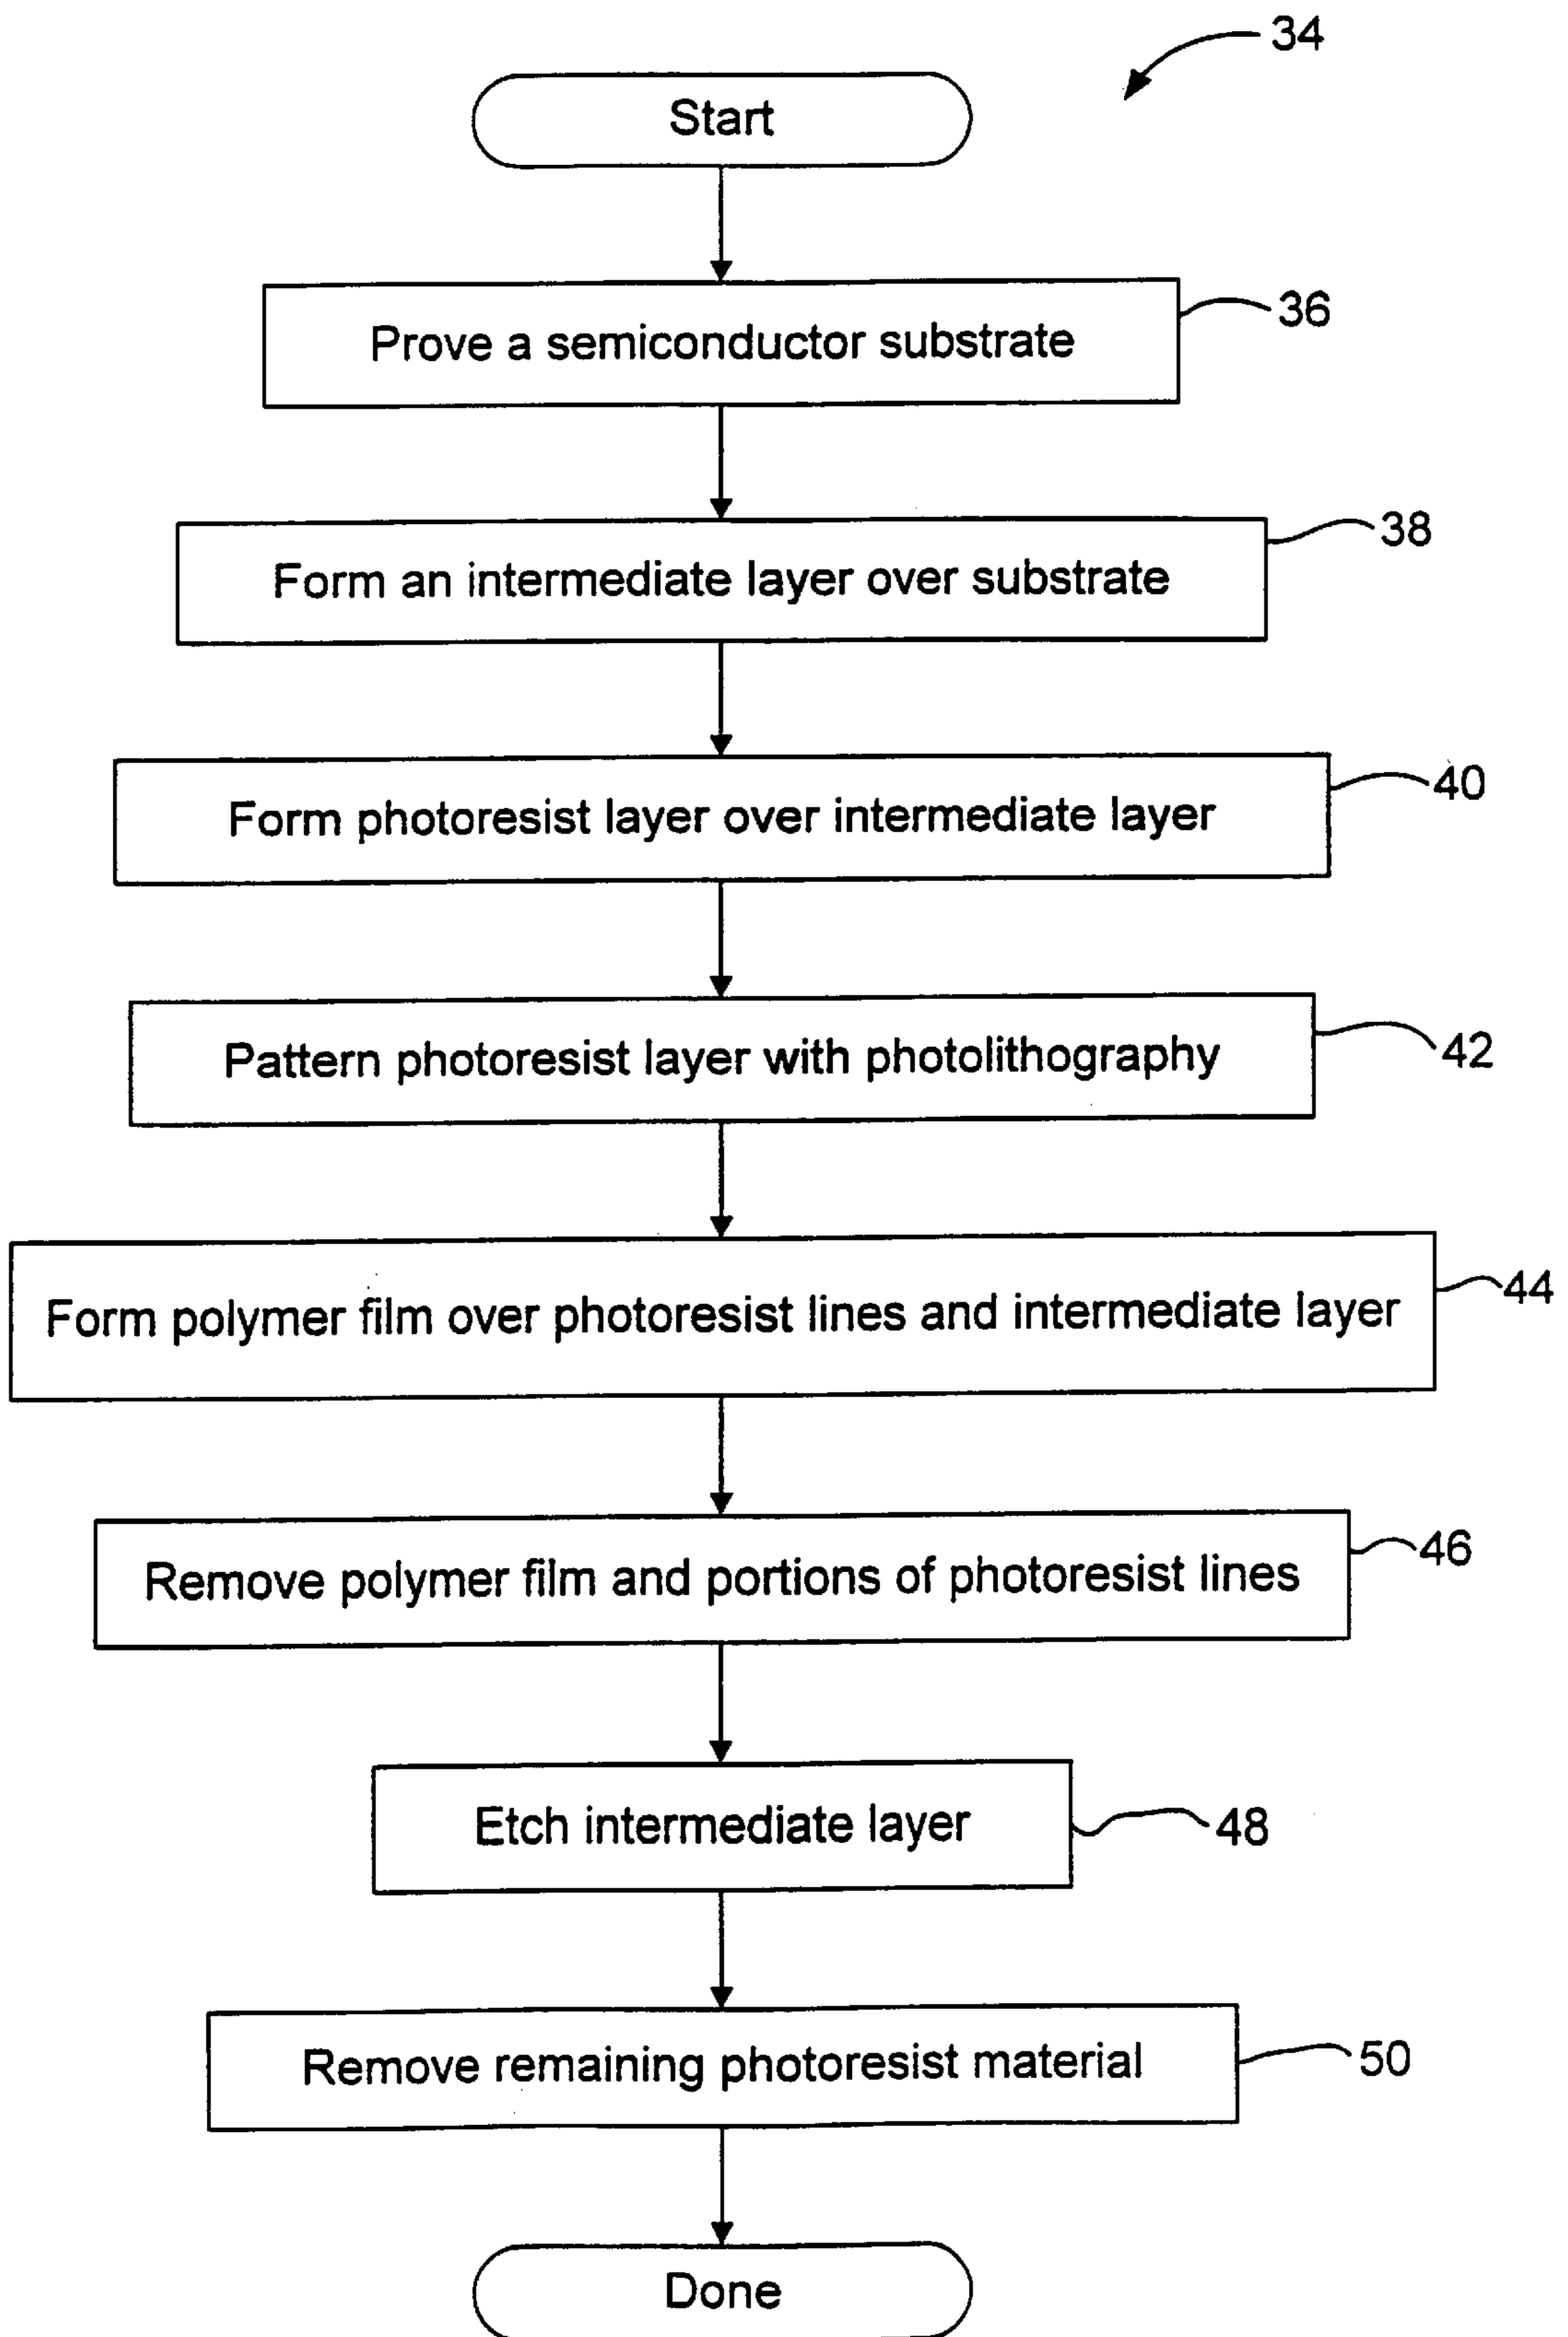 34
Start
Prove a semiconductor substrate
36
Form an intermediate layer over substrate
38
Form photoresist layer over intermediate layer
40
Pattern photoresist layer with photolithography
42
Form polymer film over photoresist lines and intermediate layer
44
Remove polymer film and portions of photoresist lines
46
Etch intermediate layer
48
Remove remaining photoresist material
50
Done